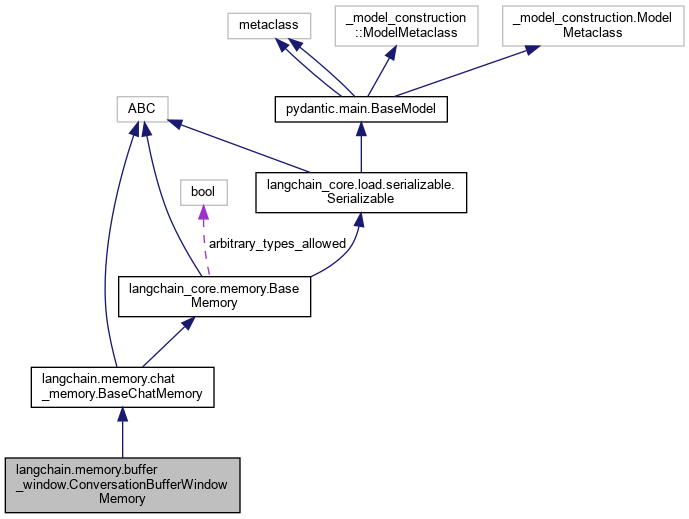 metaclass
_model_construction
::ModelMetaclass
_model_construction.Model
Metaclass
ABC
pydantic.main.BaseModel
bool
langchain_core.load.serializable.
Serializable
arbitrary_types_allowed
langchain_core.memory.Base
Memory
langchain.memory.chat
_memory.BaseChatMemory
langchain.memory.buffer
_window.ConversationBufferWindow
Memory